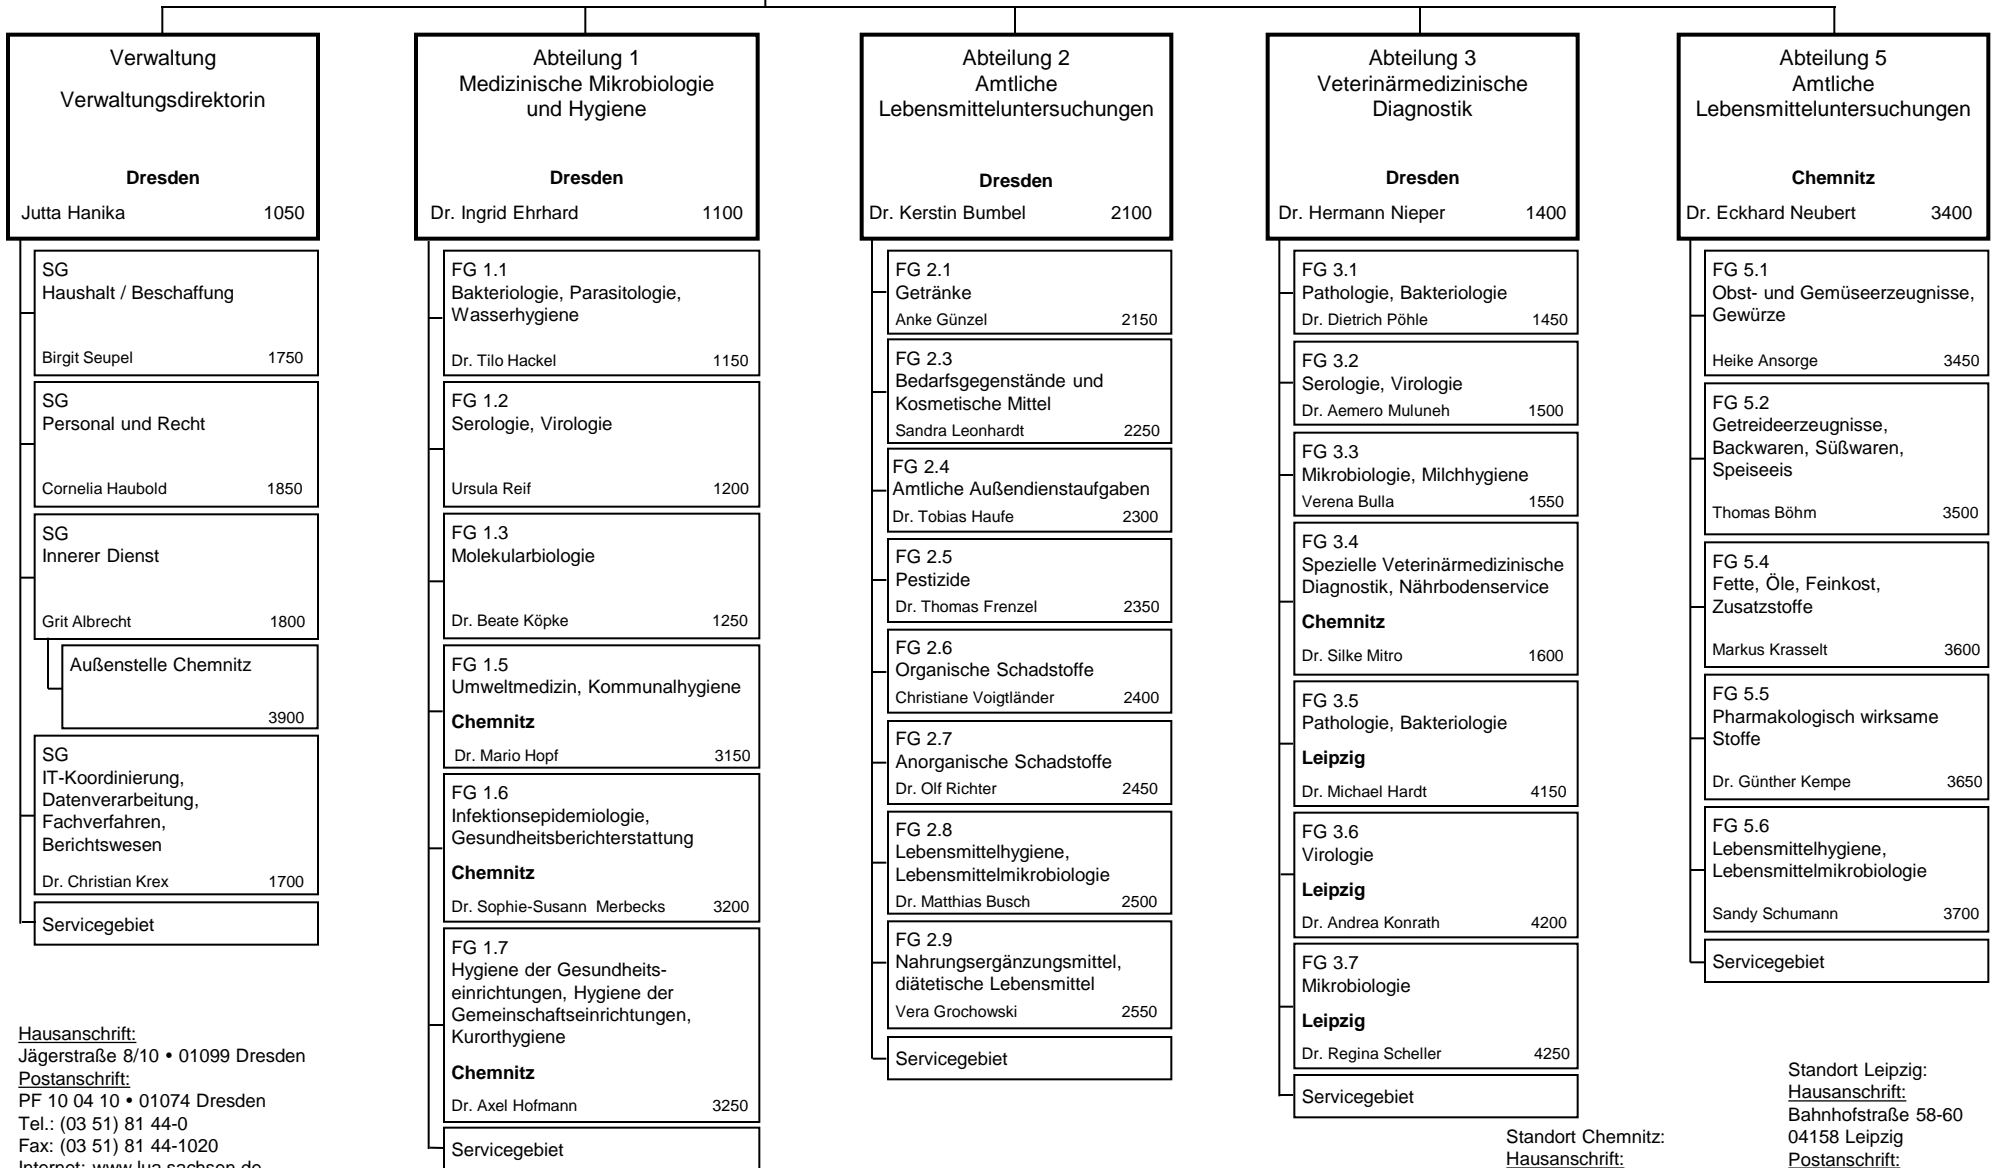 Verwaltung
Verwaltungsdirektorin
Dresden
Jutta Hanika 1050
SG
Haushalt / Beschaffung
Birgit Seupel 1750
SG
Personal und Recht
Cornelia Haubold 1850
SG
Innerer Dienst
Grit Albrecht 1800
Außenstelle Chemnitz
3900
SG
IT-Koordinierung,
Datenverarbeitung,
Fachverfahren,
Berichtswesen
Dr. Christian Krex 1700
Servicegebiet
Hausanschrift:
Jägerstraße 8/10 • 01099 Dresden
Postanschrift:
PF 10 04 10 • 01074 Dresden
Tel.: (03 51) 81 44-0
Fax: (03 51) 81 44-1020
Internet: www.lua.sachsen.de
Abteilung 1
Medizinische Mikrobiologie
und Hygiene
Dresden
Dr. Ingrid Ehrhard 1100
FG 1.1
Bakteriologie, Parasitologie,
Wasserhygiene
Dr. Tilo Hackel 1150
FG 1.2
Serologie, Virologie
Ursula Reif 1200
FG 1.3
Molekularbiologie
Dr. Beate Köpke 1250
FG 1.5
Umweltmedizin, Kommunalhygiene
Chemnitz
Dr. Mario Hopf 3150
FG 1.6
Infektionsepidemiologie,
Gesundheitsberichterstattung
Chemnitz
Dr. Sophie-Susann Merbecks 3200
FG 1.7
Hygiene der Gesundheits-
einrichtungen, Hygiene der
Gemeinschaftseinrichtungen,
Kurorthygiene
Chemnitz
Dr. Axel Hofmann 3250
Servicegebiet
Abteilung 2
Amtliche
Lebensmitteluntersuchungen
Dresden
Dr. Kerstin Bumbel 2100
FG 2.1
Getränke
Anke Günzel 2150
FG 2.3
Bedarfsgegenstände und
Kosmetische Mittel
Sandra Leonhardt 2250
FG 2.4
Amtliche Außendienstaufgaben
Dr. Tobias Haufe 2300
FG 2.5
Pestizide
Dr. Thomas Frenzel 2350
FG 2.6
Organische Schadstoffe
Christiane Voigtländer 2400
FG 2.7
Anorganische Schadstoffe
Dr. Olf Richter 2450
FG 2.8
Lebensmittelhygiene,
Lebensmittelmikrobiologie
Dr. Matthias Busch 2500
FG 2.9
Nahrungsergänzungsmittel,
diätetische Lebensmittel
Vera Grochowski 2550
Servicegebiet
Abteilung 3
Veterinärmedizinische
Diagnostik
Dresden
Dr. Hermann Nieper 1400
FG 3.1
Pathologie, Bakteriologie
Dr. Dietrich Pöhle 1450
FG 3.2
Serologie, Virologie
Dr. Aemero Muluneh 1500
FG 3.3
Mikrobiologie, Milchhygiene
Verena Bulla 1550
FG 3.4
Spezielle Veterinärmedizinische
Diagnostik, Nährbodenservice
Chemnitz
Dr. Silke Mitro 1600
FG 3.5
Pathologie, Bakteriologie
Leipzig
Dr. Michael Hardt 4150
FG 3.6
Virologie
Leipzig
Dr. Andrea Konrath 4200
FG 3.7
Mikrobiologie
Leipzig
Dr. Regina Scheller 4250
Servicegebiet
Abteilung 5
Amtliche
Lebensmitteluntersuchungen
Chemnitz
Dr. Eckhard Neubert 3400
FG 5.1
Obst- und Gemüseerzeugnisse,
Gewürze
Heike Ansorge 3450
FG 5.2
Getreideerzeugnisse,
Backwaren, Süßwaren,
Speiseeis
Thomas Böhm 3500
FG 5.4
Fette, Öle, Feinkost,
Zusatzstoffe
Markus Krasselt 3600
FG 5.5
Pharmakologisch wirksame
Stoffe
Dr. Günther Kempe 3650
FG 5.6
Lebensmittelhygiene,
Lebensmittelmikrobiologie
Sandy Schumann 3700
Servicegebiet
Standort Chemnitz:
Hausanschrift:
Standort Leipzig:
Hausanschrift:
Bahnhofstraße 58-60
04158 Leipzig
Postanschrift: